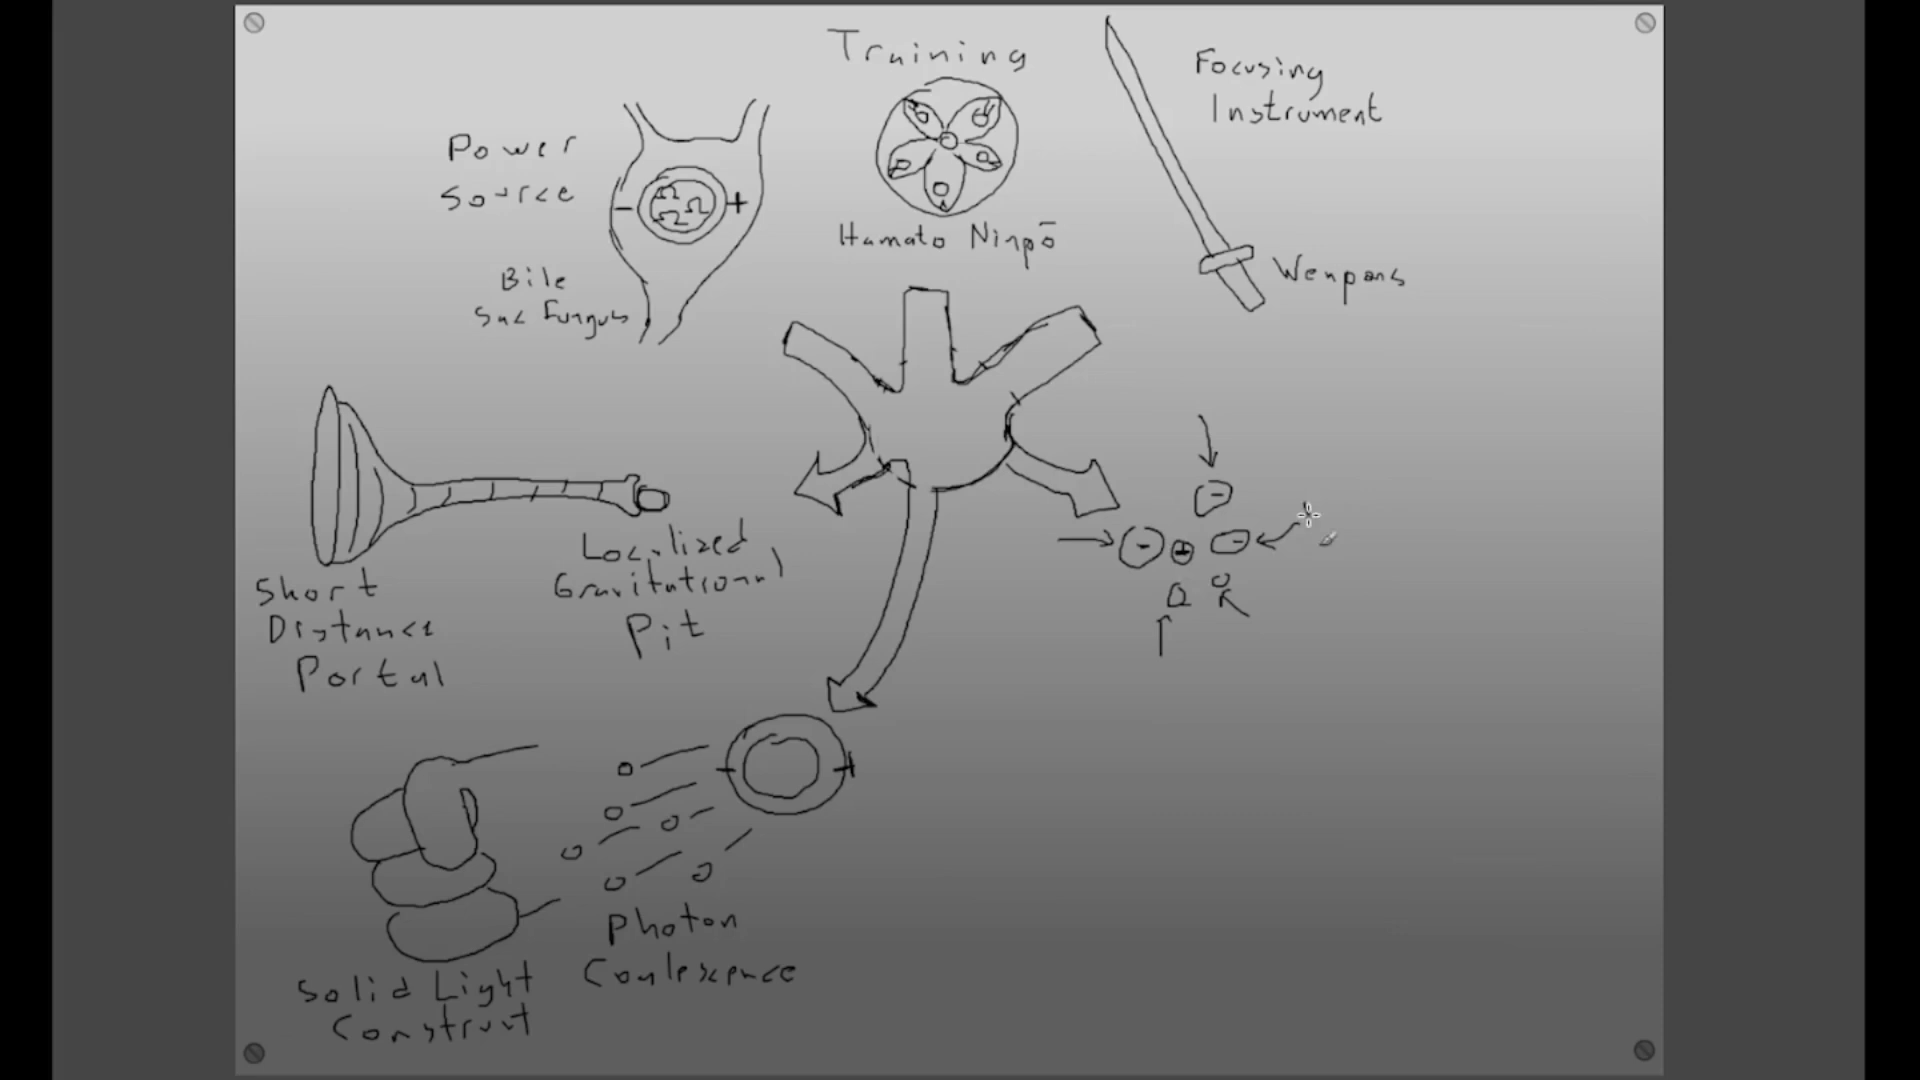 Training
Focusing
Instrument
Power
Source
Hamato Ninpō
Weapons
Bile
Sac Fungus
Localized
Gravitational
Pit
Short
Distance
Portal
Photon
Coalescence
Solid Light
Construct